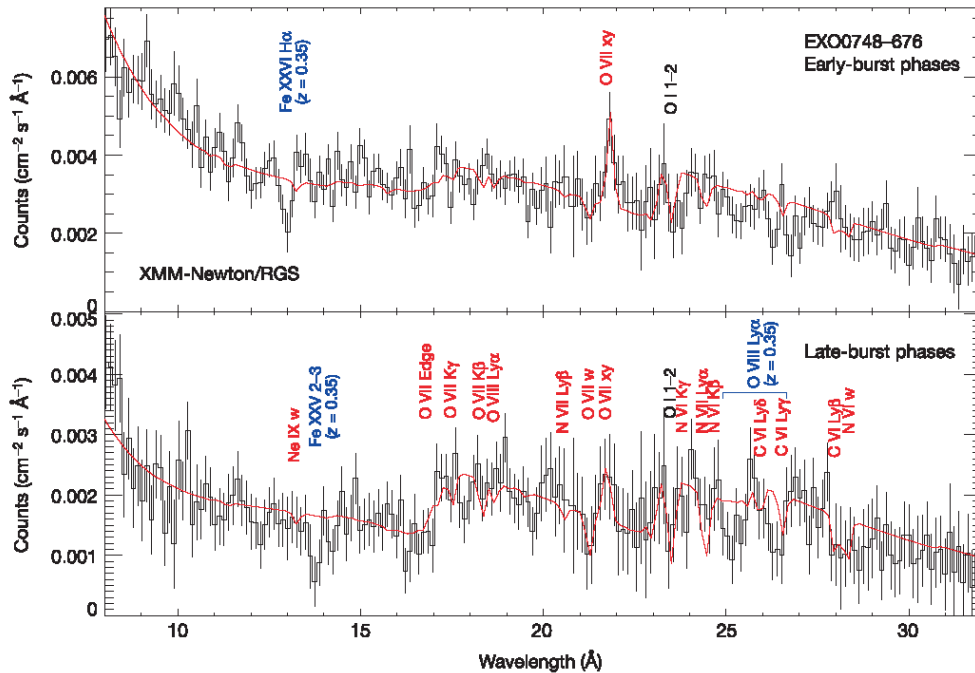 EXO0748–676
Early-burst phases
Fe XXVI Hα
(z = 0.35)
O VII xy
O I 1–2
XMM-Newton/RGS
Counts (cm⁻² s⁻¹ Å⁻¹)
0.006
0.004
0.002
0
Late-burst phases
Ne IX w
Fe XXV 2–3
(z = 0.35)
O VII Edge
O VII Kγ
O VII Kβ
O VIII Lyα
N VII Lyβ
O VII w
O VII xy
O I 1–2
N VI Kγ
N VII Lyα
N VI Kβ
O VIII Lyα
(z = 0.35)
C VI Lyδ
C VI Lyγ
C VI Lyβ
N VI w
Counts (cm⁻² s⁻¹ Å⁻¹)
0.005
0.004
0.003
0.002
0.001
0
10 15 20 25 30
Wavelength (Å)